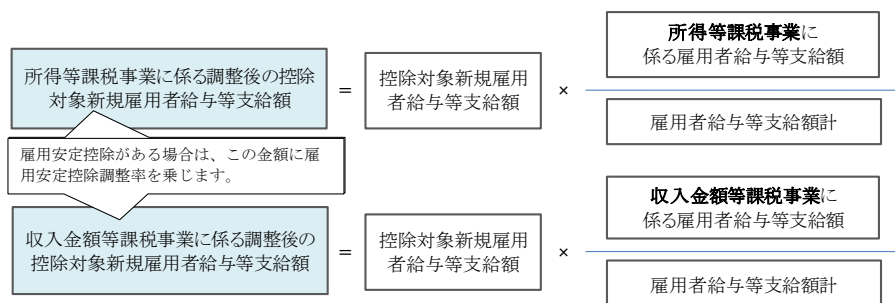 所得等課税事業に
係る雇用者給与等支給額
所得等課税事業に係る調整後の控除
対象新規雇用者給与等支給額
=
控除対象新規雇用
者給与等支給額
×
雇用者給与等支給額計
雇用安定控除がある場合は、この金額に雇
用安定控除調整率を乗じます。
収入金額等課税事業に
係る雇用者給与等支給額
収入金額等課税事業に係る調整後の
控除対象新規雇用者給与等支給額
=
控除対象新規雇用
者給与等支給額
×
雇用者給与等支給額計